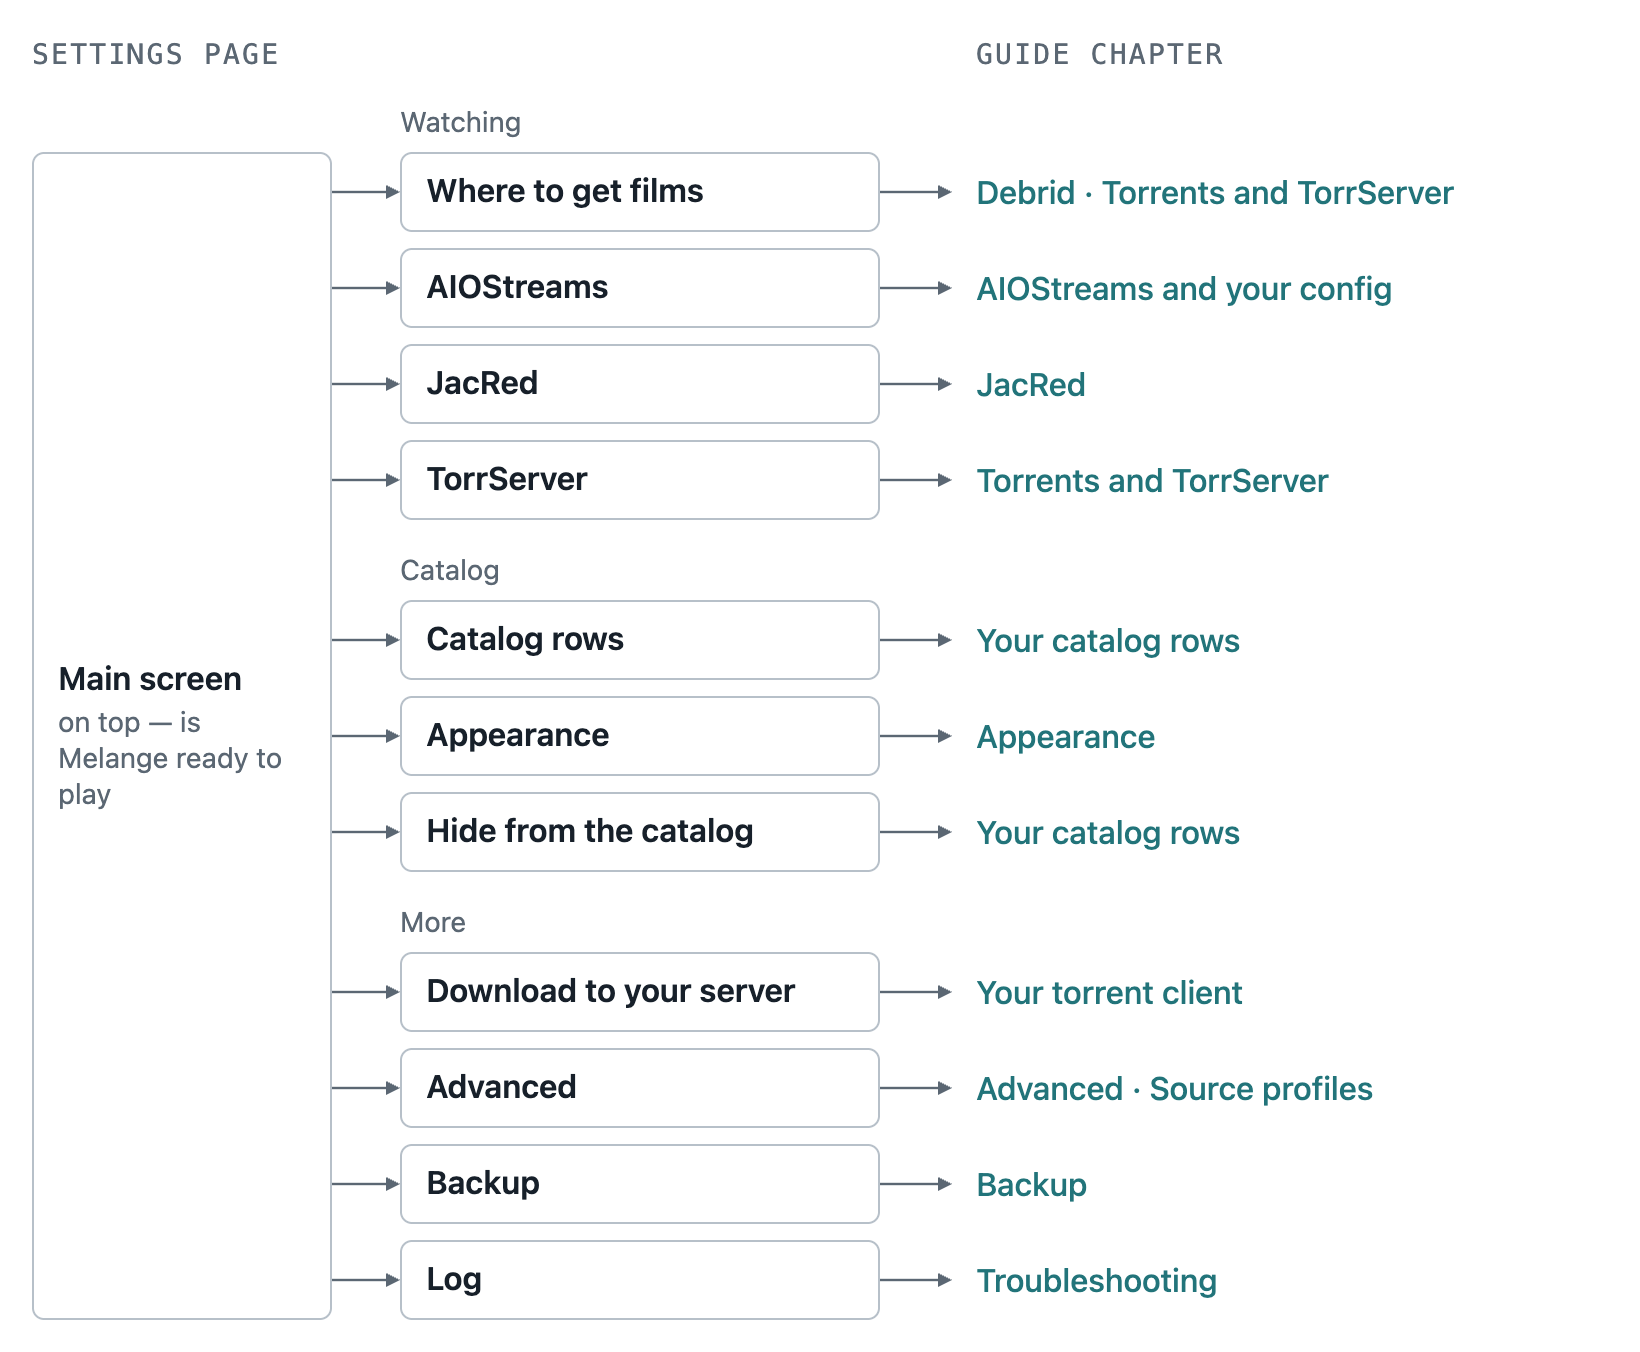 SETTINGS PAGE
GUIDE CHAPTER
Watching
Where to get films
Debrid · Torrents and TorrServer
AIOStreams
AIOStreams and your config
JacRed
JacRed
TorrServer
Torrents and TorrServer
Catalog
Catalog rows
Your catalog rows
Main screen
on top — is
Melange ready to
play
Appearance
Appearance
Hide from the catalog
Your catalog rows
More
Download to your server
Your torrent client
Advanced
Advanced · Source profiles
Backup
Backup
Log
Troubleshooting